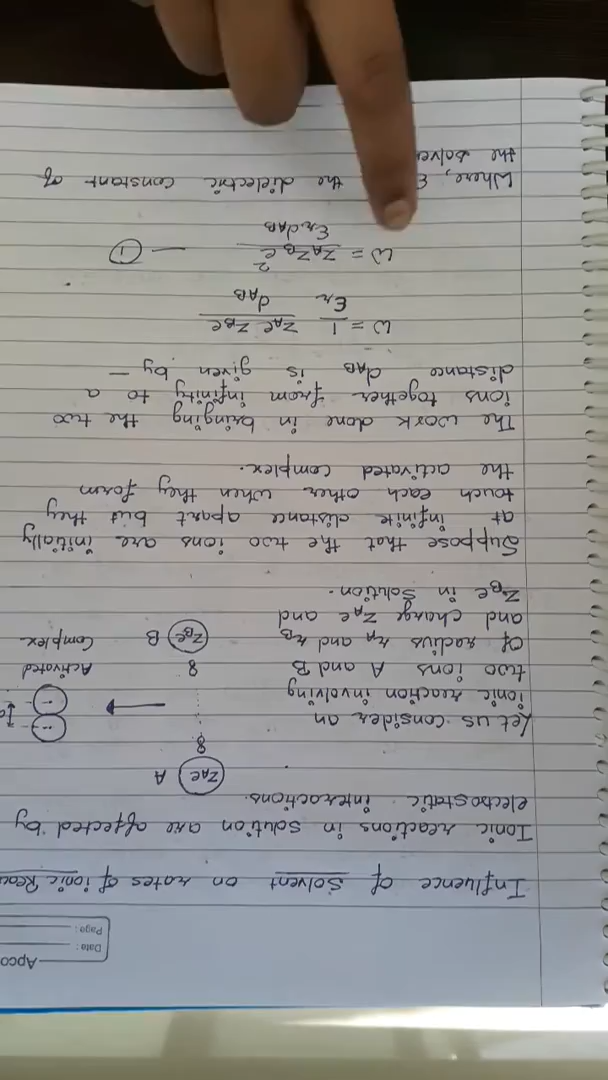 Apco
Date:
Page:
Influence of Solvent on rates of ionic
Ionic reactions in solution are affected by
electrostatic interactions.
ZAe A
Let us consider an
ionic reaction involving
two ions A and B
of radius rA and rB
and charge ZAe and
ZBe in solution.
∞
∞
ZBe B
Activated
Complex
Suppose that the two ions are initially
at infinite distance apart but they
touch each other when they form
the activated complex.
The work done in bringing the two
ions together from infinity to a
distance dAB is given by –
W = 1/Er ZAe ZBe/dAB
W = ZAZB e²/Er dAB — ①
Where, the dielectric constant of
the